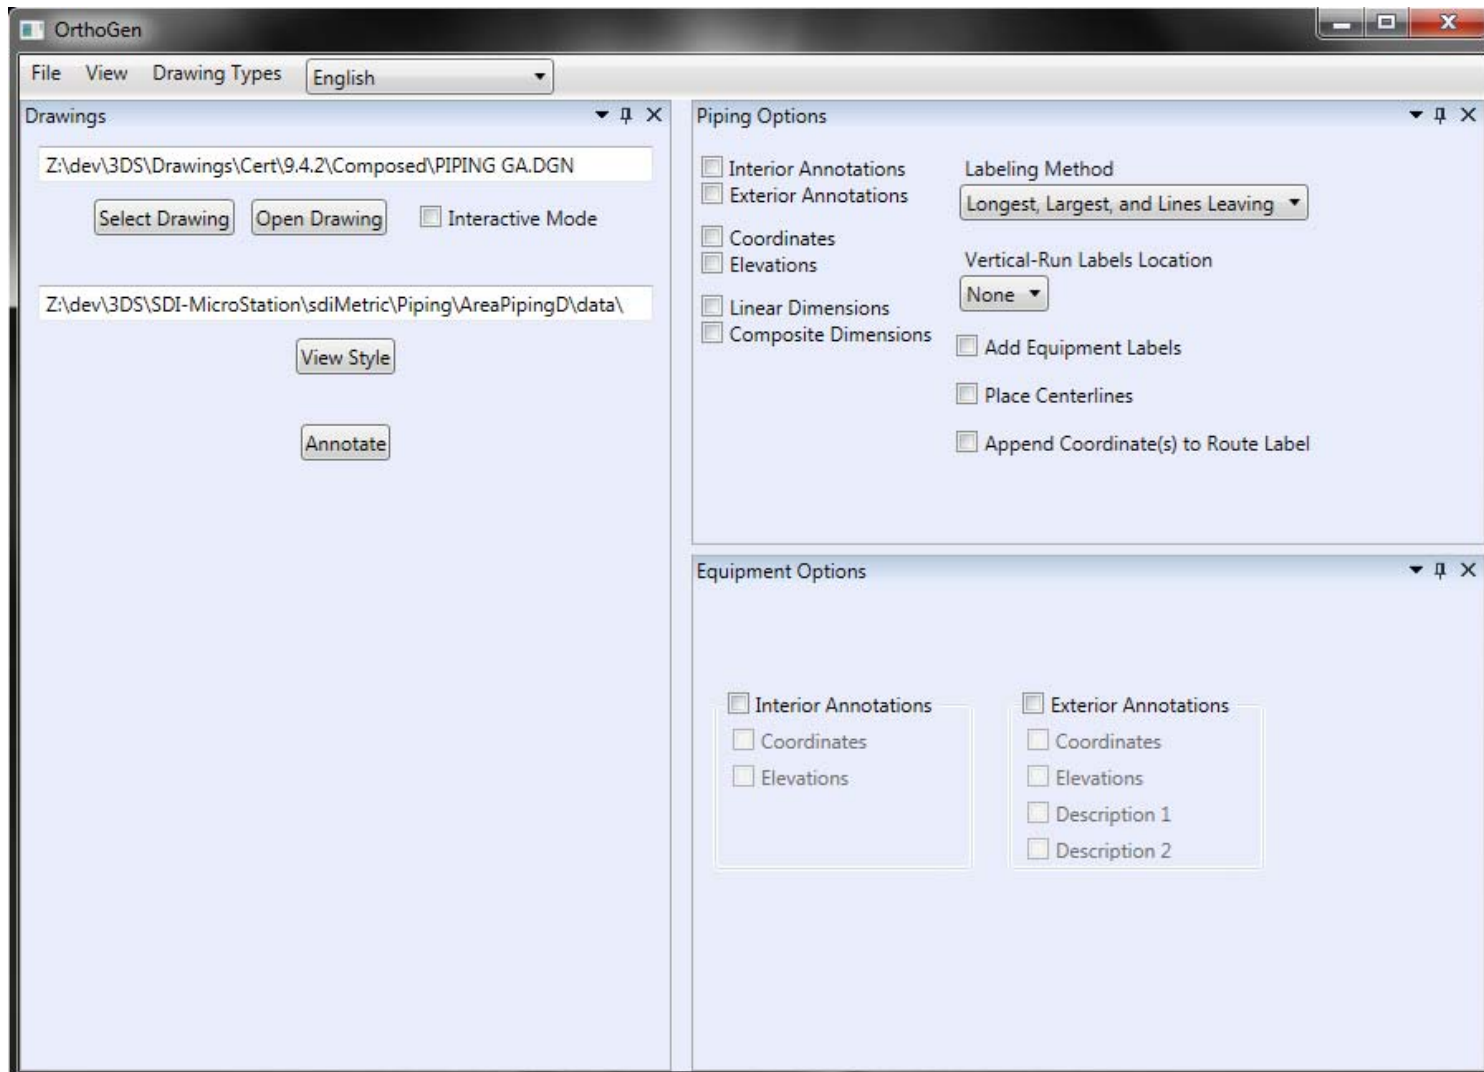 OrthoGen
File View Drawing Types English
Drawings
Z:\dev\3DS\Drawings\Cert\9.4.2\Composed\PIPING GA.DGN
Select Drawing Open Drawing Interactive Mode
Z:\dev\3DS\SDI-MicroStation\sdiMetric\Piping\AreaPipingD\data\
View Style
Annotate
Piping Options
Interior Annotations
Exterior Annotations
Coordinates
Elevations
Linear Dimensions
Composite Dimensions
Labeling Method
Longest, Largest, and Lines Leaving
Vertical-Run Labels Location
None
Add Equipment Labels
Place Centerlines
Append Coordinate(s) to Route Label
Equipment Options
Interior Annotations
Coordinates
Elevations
Exterior Annotations
Coordinates
Elevations
Description 1
Description 2